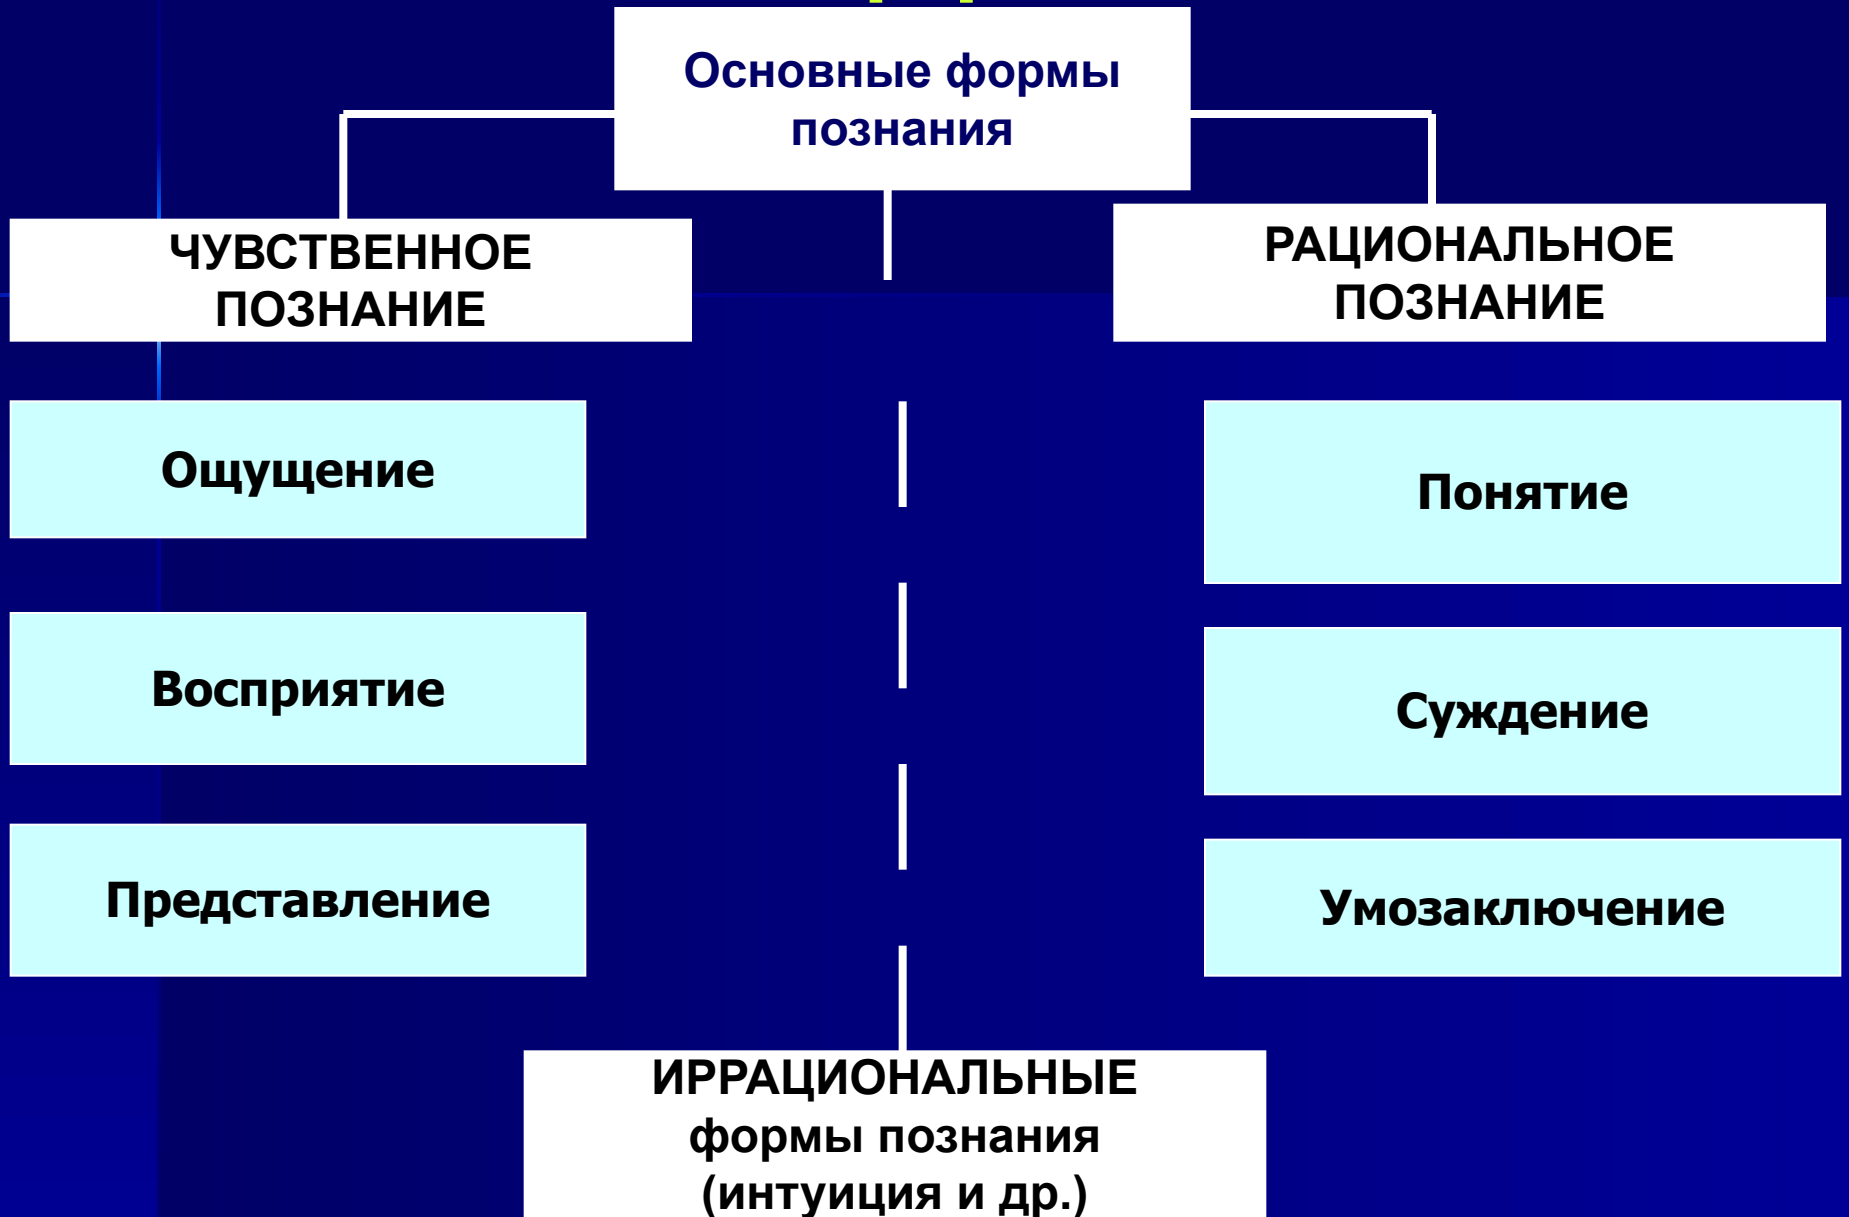 Основные формы
познания
ЧУВСТВЕННОЕ
ПОЗНАНИЕ
РАЦИОНАЛЬНОЕ
ПОЗНАНИЕ
Ощущение
Восприятие
Представление
Понятие
Суждение
Умозаключение
ИРРАЦИОНАЛЬНЫЕ
формы познания
(интуиция и др.)